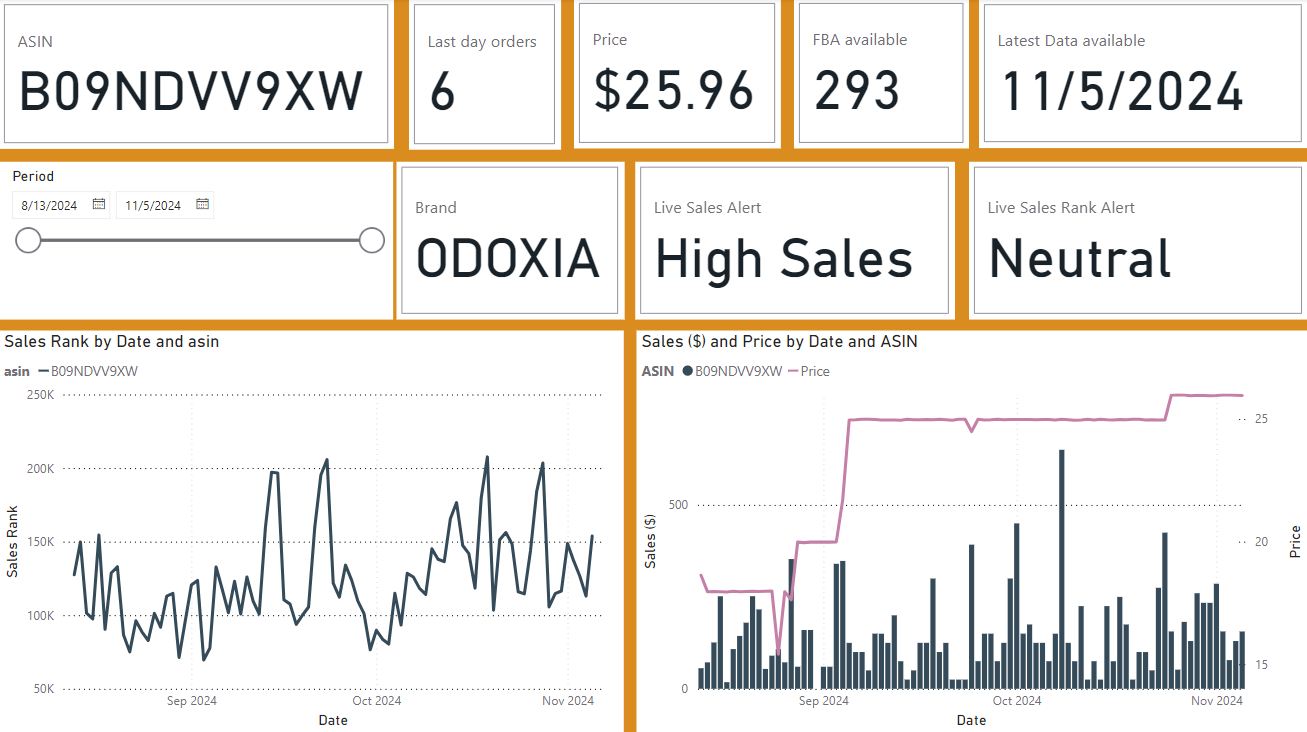 ASIN
B09NDVV9XW
Last day orders
6
Price
$25.96
FBA available
293
Latest Data available
11/5/2024
Period
8/13/2024 11/5/2024
Brand
ODOXIA
Live Sales Alert
High Sales
Live Sales Rank Alert
Neutral
Sales Rank by Date and asin
asin B09NDVV9XW
250K
200K
150K
100K
50K
Sales Rank
Sep 2024 Oct 2024 Nov 2024
Date
Sales ($) and Price by Date and ASIN
ASIN B09NDVV9XW Price
500
0
Sales ($)
25
20
15
Price
Sep 2024 Oct 2024 Nov 2024
Date